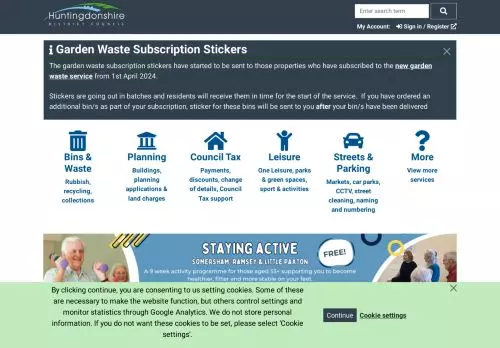 Huntingdonshire
DISTRICT COUNCIL
Enter search term
My Account: Sign in / Register
Garden Waste Subscription Stickers
The garden waste subscription stickers have started to be sent to those properties who have subscribed to the new garden
waste service from 1st April 2024.
Stickers are going out in batches and residents will receive them in time for the start of the service. If you have ordered an
additional bin/s as part of your subscription, sticker for these bins will be sent to you after your bin/s have been delivered
Bins &
Waste
Rubbish,
recycling,
collections
Planning
Buildings,
planning
applications &
land charges
Council Tax
Payments,
discounts, change
of details, Council
Tax support
Leisure
One Leisure, parks
& green spaces,
sport & activities
Streets &
Parking
Markets, car parks,
CCTV, street
cleaning, naming
and numbering
More
View more
services
STAYING ACTIVE
SOMERSHAM, RAMSEY & LITTLE PAXTON
FREE!
A 9 week activity programme for those aged 55+ supporting you to become
healthier, fitter and more stable on your feet.
By clicking continue, you are consenting to us setting cookies. Some of these
are necessary to make the website function, but others control settings and
monitor statistics through Google Analytics. We do not store personal
information. If you do not want these cookies to be set, please select 'Cookie
settings'.
Continue
Cookie settings